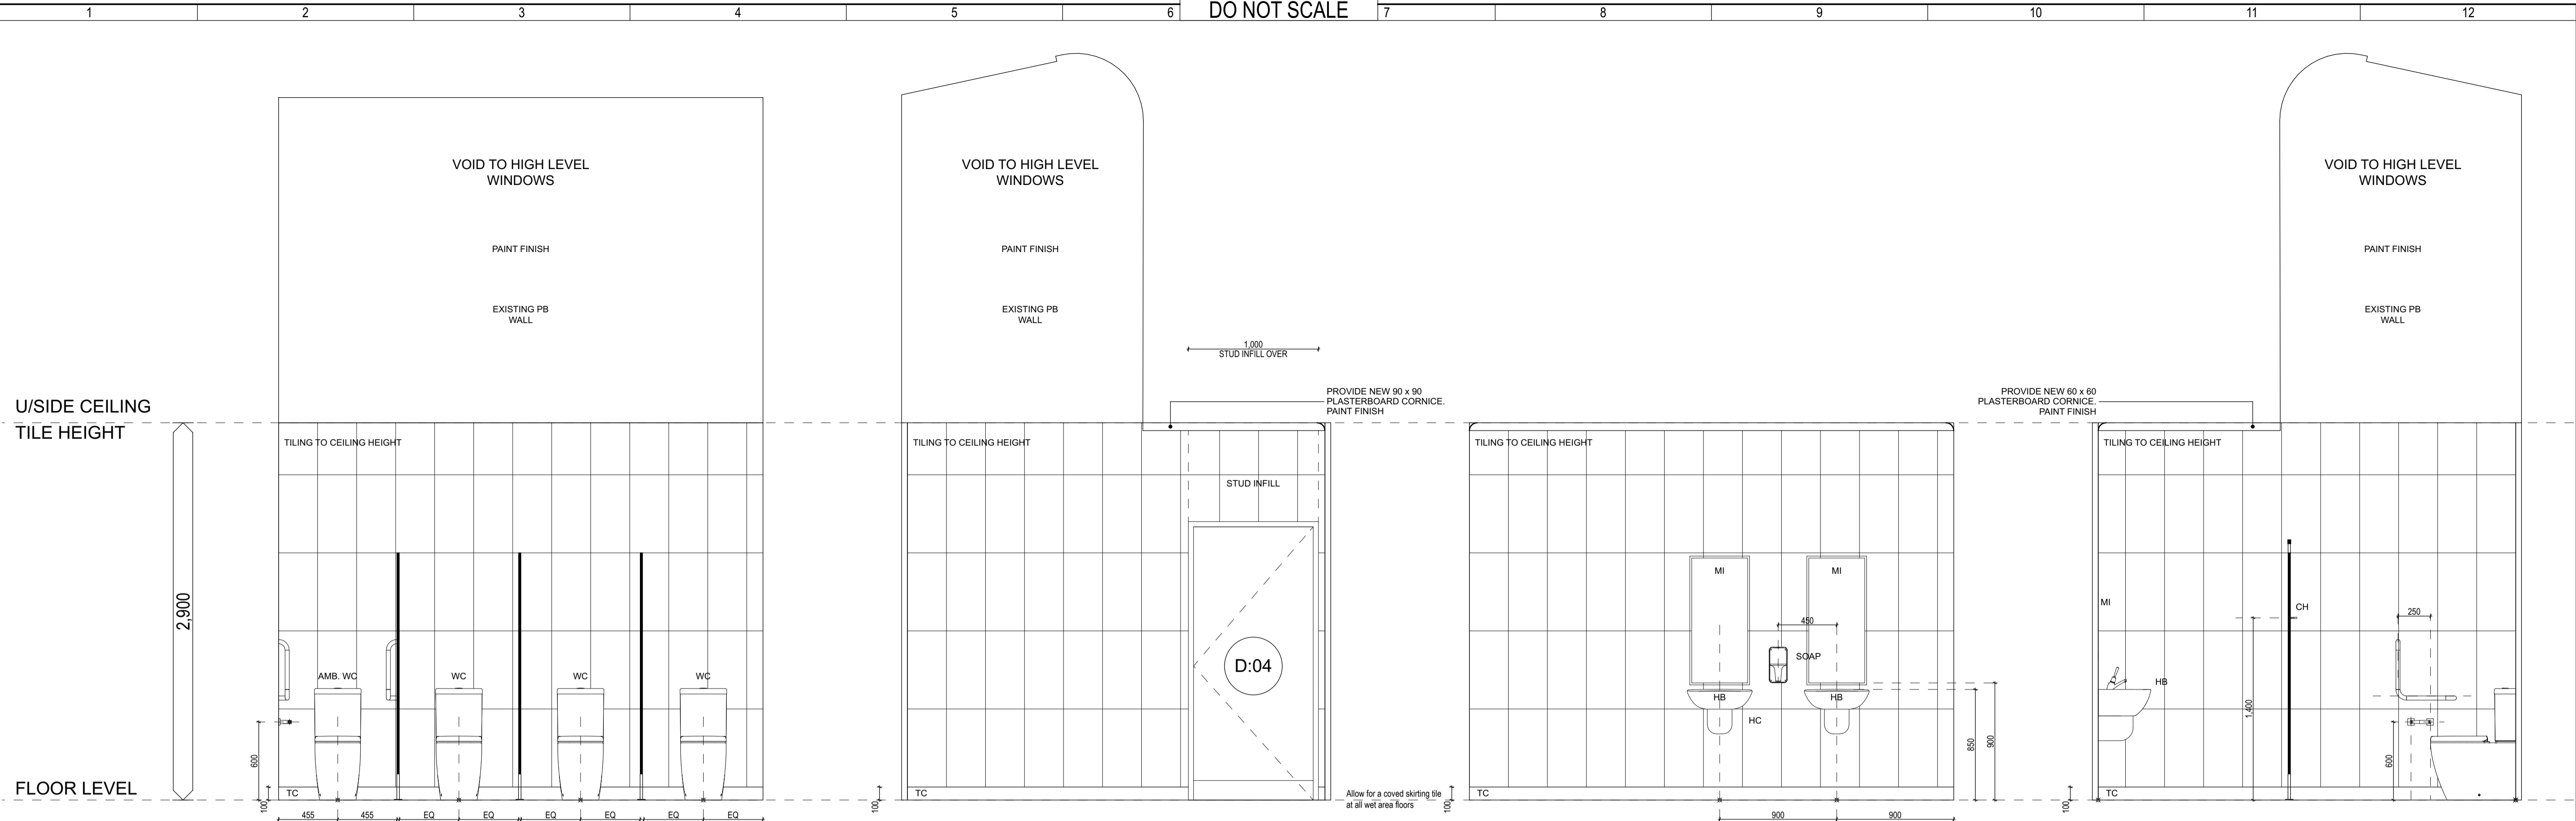 1 2 3 4 5 6 DO NOT SCALE 7 8 9 10 11 12
VOID TO HIGH LEVEL
WINDOWS
PAINT FINISH
EXISTING PB
WALL
VOID TO HIGH LEVEL
WINDOWS
PAINT FINISH
EXISTING PB
WALL
VOID TO HIGH LEVEL
WINDOWS
PAINT FINISH
EXISTING PB
WALL
1,000
STUD INFILL OVER
PROVIDE NEW 90 x 90
PLASTERBOARD CORNICE.
PAINT FINISH
PROVIDE NEW 60 x 60
PLASTERBOARD CORNICE.
PAINT FINISH
U/SIDE CEILING
TILE HEIGHT
2,900
FLOOR LEVEL
TILING TO CEILING HEIGHT
AMB. WC
WC
WC
WC
600
TC
100
455
455
EQ
EQ
EQ
EQ
EQ
EQ
TILING TO CEILING HEIGHT
STUD INFILL
D:04
TC
100
Allow for a coved skirting tile
at all wet area floors
TILING TO CEILING HEIGHT
MI
MI
450
SOAP
HB
HB
HC
850
900
TC
100
900
900
TILING TO CEILING HEIGHT
MI
CH
250
HB
1,400
600
TC
100